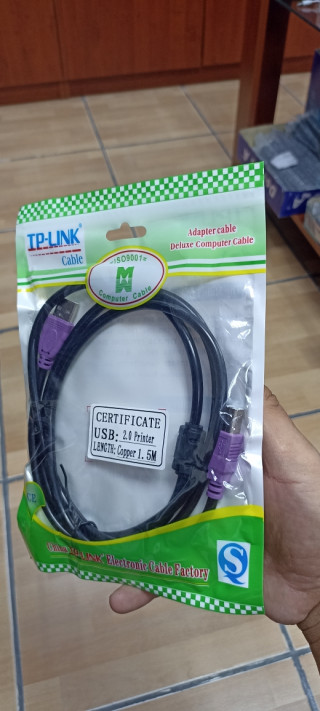 TP-LINK®
Cable
Adapter cable
Deluxe Computer Cable
ISO9001
Computer Cable
CERTIFICATE
USB: 2.0 Printer
LHNGTH: Copper 1.5M
Electronic Cable Factory